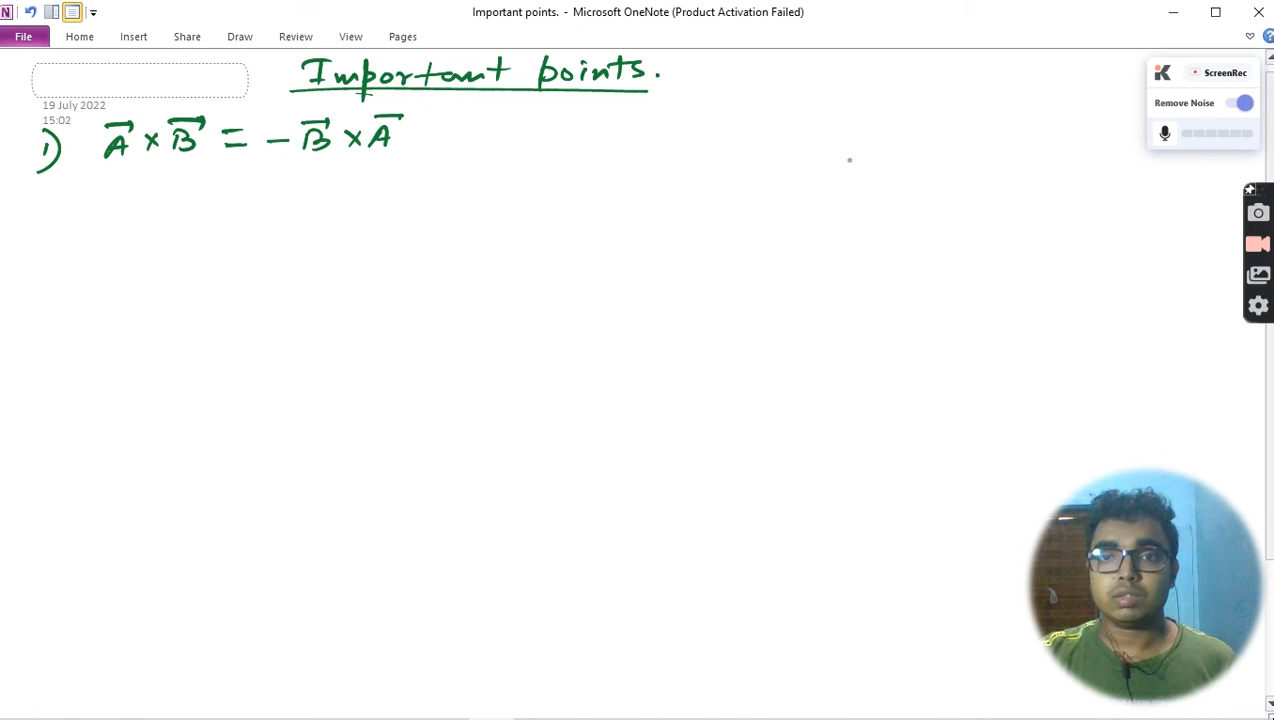 Important points. - Microsoft OneNote (Product Activation Failed)
File Home Insert Share Draw Review View Pages
Important points.
19 July 2022
15:02
1) A⃗ × B⃗ = − B⃗ × A⃗
ScreenRec
Remove Noise